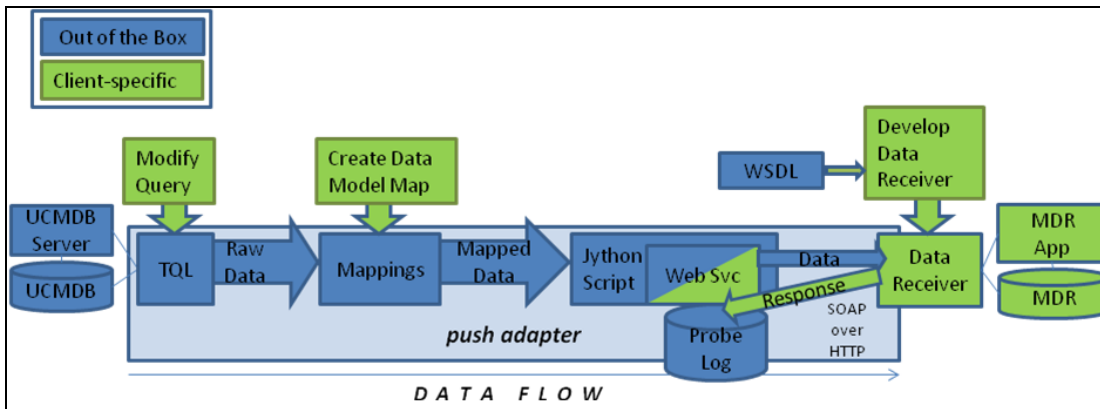 Out of the Box
Client-specific
Modify
Query
Create Data
Model Map
WSDL
Develop
Data
Receiver
UCMDB
Server
UCMDB
TQL
Raw
Data
Mappings
Mapped
Data
Jython
Script
Web Svc
Data
Response
Data
Receiver
MDR
App
MDR
SOAP
over
HTTP
Probe
Log
push adapter
DATA FLOW